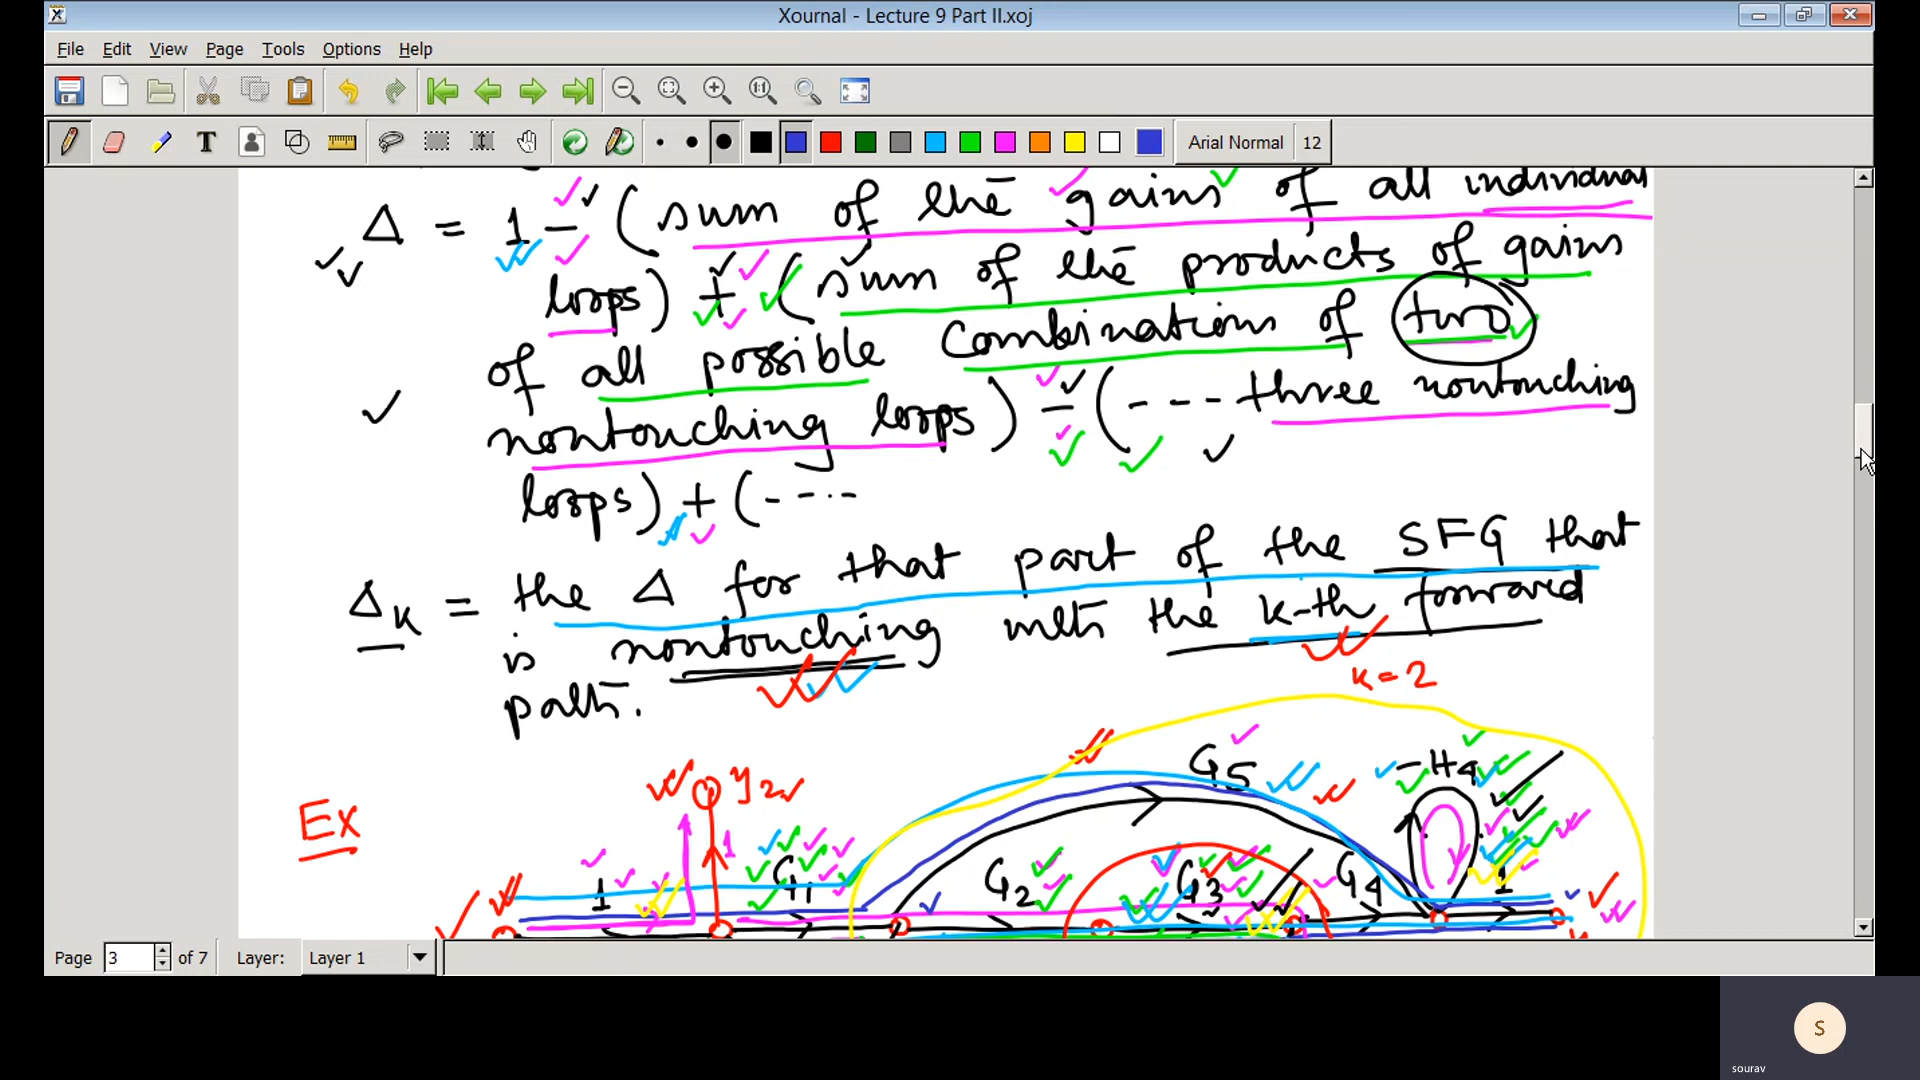 Xournal - Lecture 9 Part II.xoj
File Edit View Page Tools Options Help
Arial Normal 12
Δ = 1 − (sum of the gains of all individual
loops) + (sum of the products of gains
of all possible combinations of two
nontouching loops) − (--- three nontouching
loops) + (----
Δk = the Δ for that part of the SFG that
is nontouching with the k-th forward
path.
k = 2
Ex
y2
1
1
G1
G2
G3
G4
G5
-H4
1
Page 3 of 7 Layer: Layer 1
S
sourav